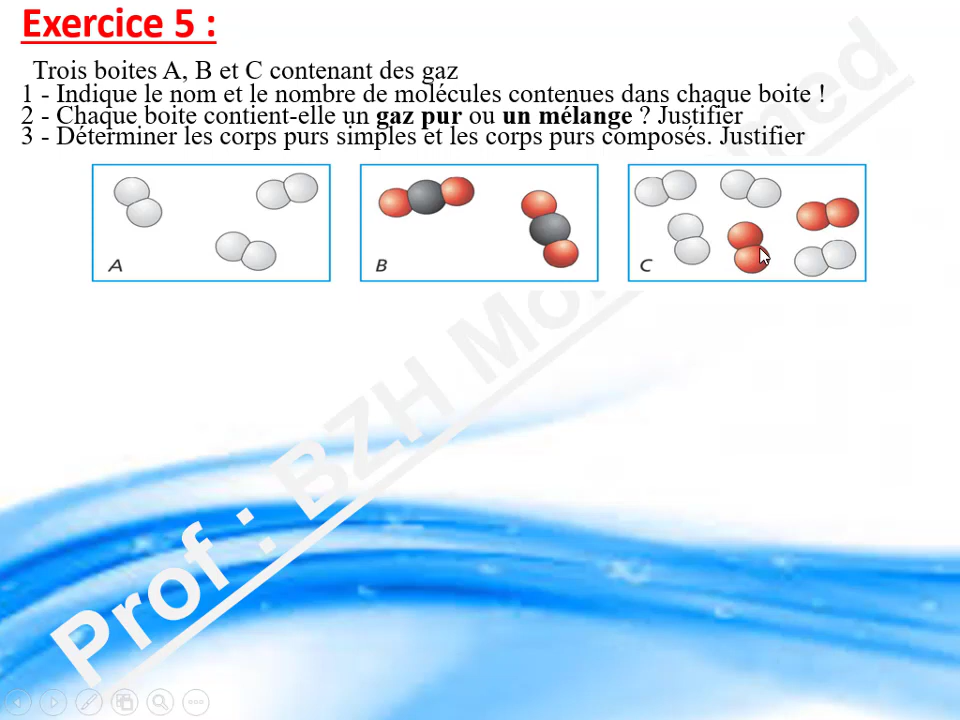 Exercice 5 :
Trois boites A, B et C contenant des gaz
1 - Indique le nom et le nombre de molécules contenues dans chaque boite !
2 - Chaque boite contient-elle un gaz pur ou un mélange ? Justifier
3 - Déterminer les corps purs simples et les corps purs composés. Justifier
A
B
C
Prof : BZH